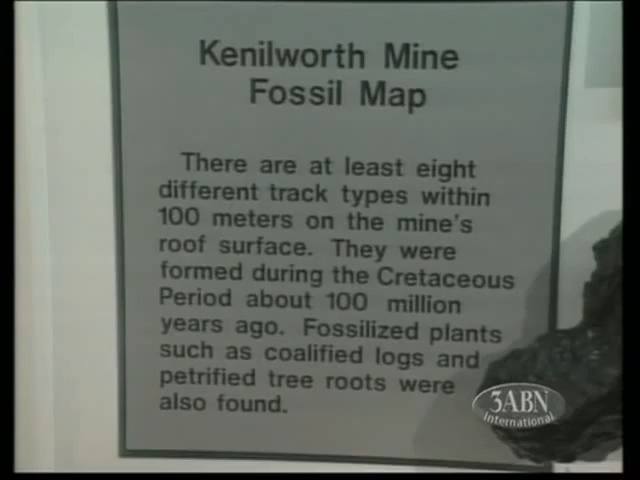 Kenilworth Mine
Fossil Map
There are at least eight
different track types within
100 meters on the mine's
roof surface. They were
formed during the Cretaceous
Period about 100 million
years ago. Fossilized plants
such as coalified logs and
petrified tree roots were
also found.
3ABN
International